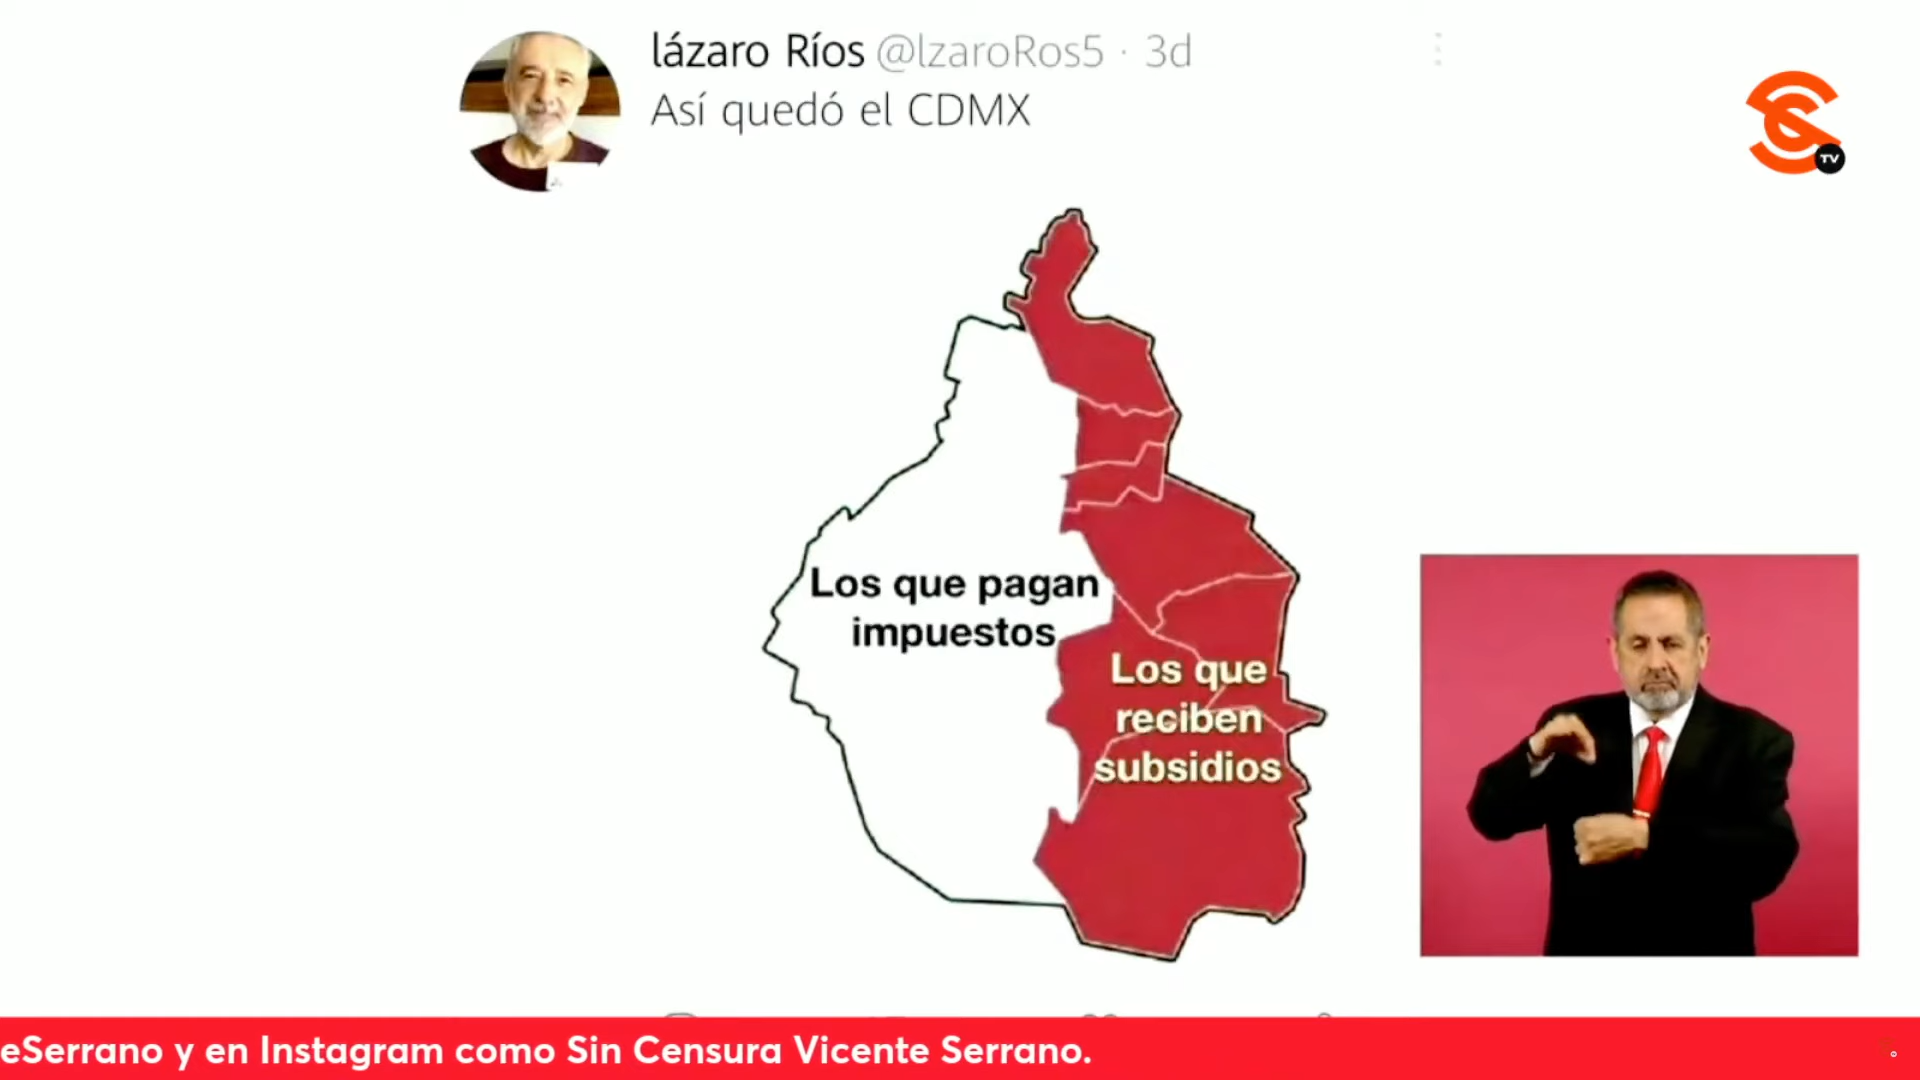 lázaro Ríos @lzaroRos5 · 3d
Así quedó el CDMX
TV
Los que pagan
impuestos
Los que
reciben
subsidios
eSerrano y en Instagram como Sin Censura Vicente Serrano.